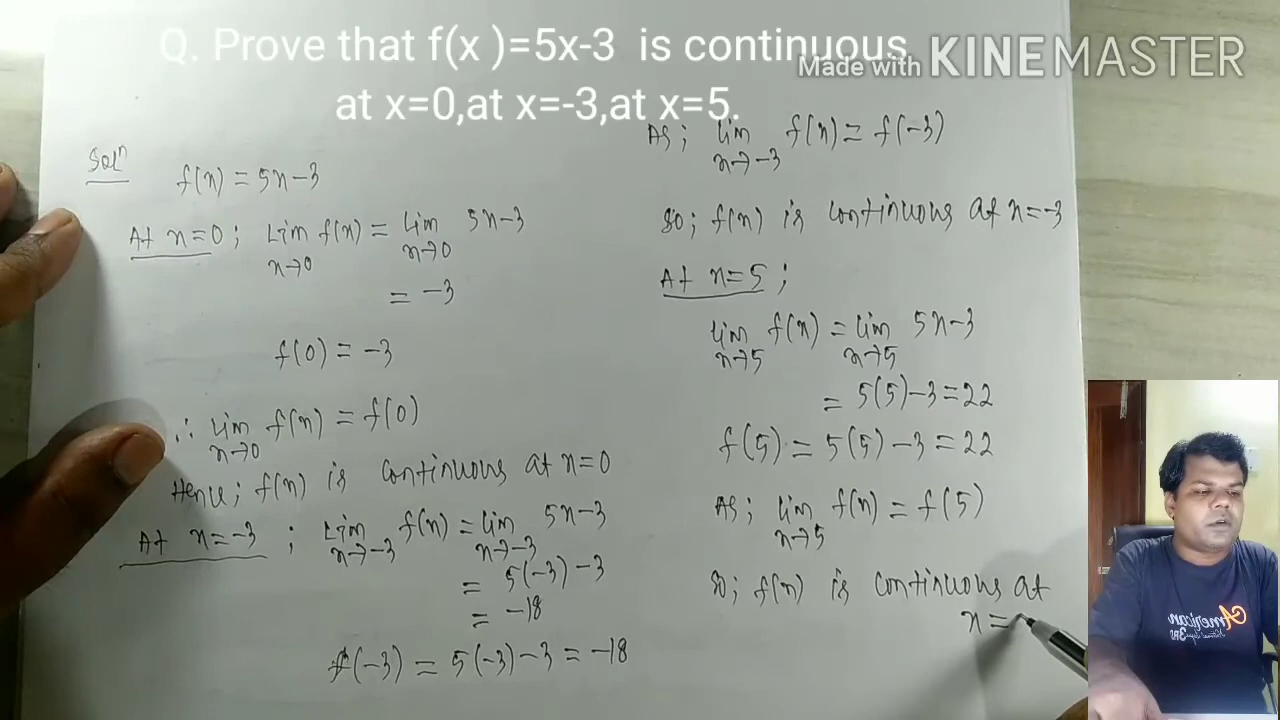 Q. Prove that f(x )=5x-3 is continuous
at x=0,at x=-3,at x=5.
Made with KINEMASTER
Solⁿ f(x) = 5x-3
At x=0 ; Lim f(x) = Lim 5x-3
x→0 x→0
= -3
f(0) = -3
∴ Lim f(x) = f(0)
x→0
Hence; f(x) is continuous at x=0
At x=-3 ; Lim f(x) = Lim 5x-3
x→-3 x→-3
= 5(-3)-3
= -18
f(-3) = 5(-3)-3 = -18
As; Lim f(x) = f(-3)
x→-3
So; f(x) is continuous at x=-3
At x=5 ;
Lim f(x) = Lim 5x-3
x→5 x→5
= 5(5)-3=22
f(5) = 5(5)-3=22
As; Lim f(x) = f(5)
x→5
So; f(x) is continuous at
x=
American